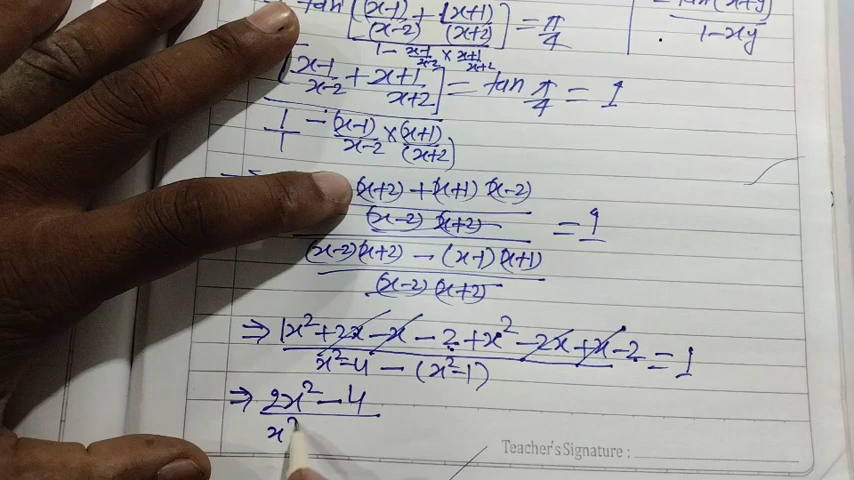 tan [(x-1)/(x-2) + (x+1)/(x+2)] / 1 - x-1/x-2 × x+1/x+2 = π/4
tan(x+y) / 1-xy
[x-1/x-2 + x+1/x+2] / 1/1 - (x-1)/x-2 × (x+1)/(x+2) = tan π/4 = 1
(x+2) + (x+1) (x-2) / (x-2) (x+2) = 1
(x-2)(x+2) - (x-1)(x+1) / (x-2) (x+2)
⇒ 1x² + 2x - x - 2 + x² - 2x + x - 2 / x² - 4 - (x² - 1) = 1
⇒ 2x² - 4 / x²
Teacher's Signature :